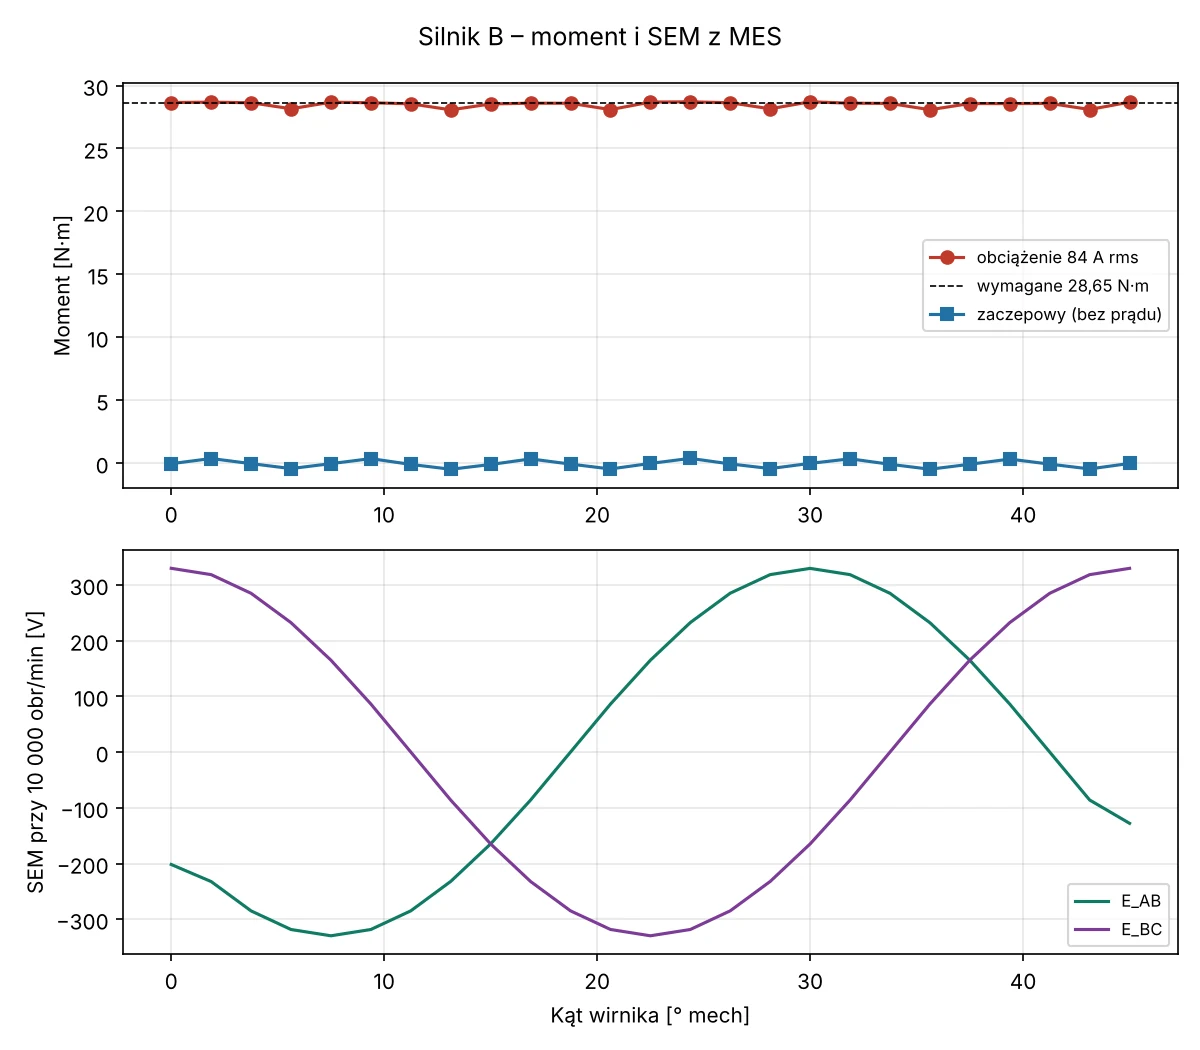 Silnik B – moment i SEM z MES
Moment [N·m]
30
25
20
15
10
5
0
obciążenie 84 A rms
wymagane 28,65 N·m
zaczepowy (bez prądu)
0 10 20 30 40
SEM przy 10 000 obr/min [V]
300
200
100
0
−100
−200
−300
E_AB
E_BC
0 10 20 30 40
Kąt wirnika [° mech]